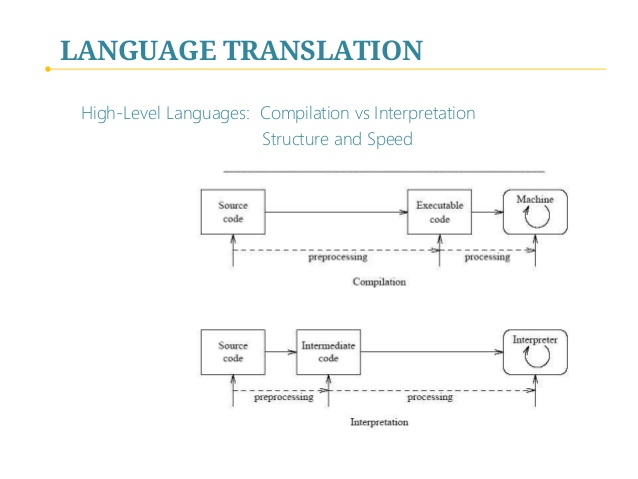 LANGUAGE TRANSLATION
High-Level Languages: Compilation vs Interpretation
Structure and Speed
Source
code
Executable
code
Machine
preprocessing
processing
Compilation
Source
code
Intermediate
code
Interpreter
preprocessing
processing
Interpretation